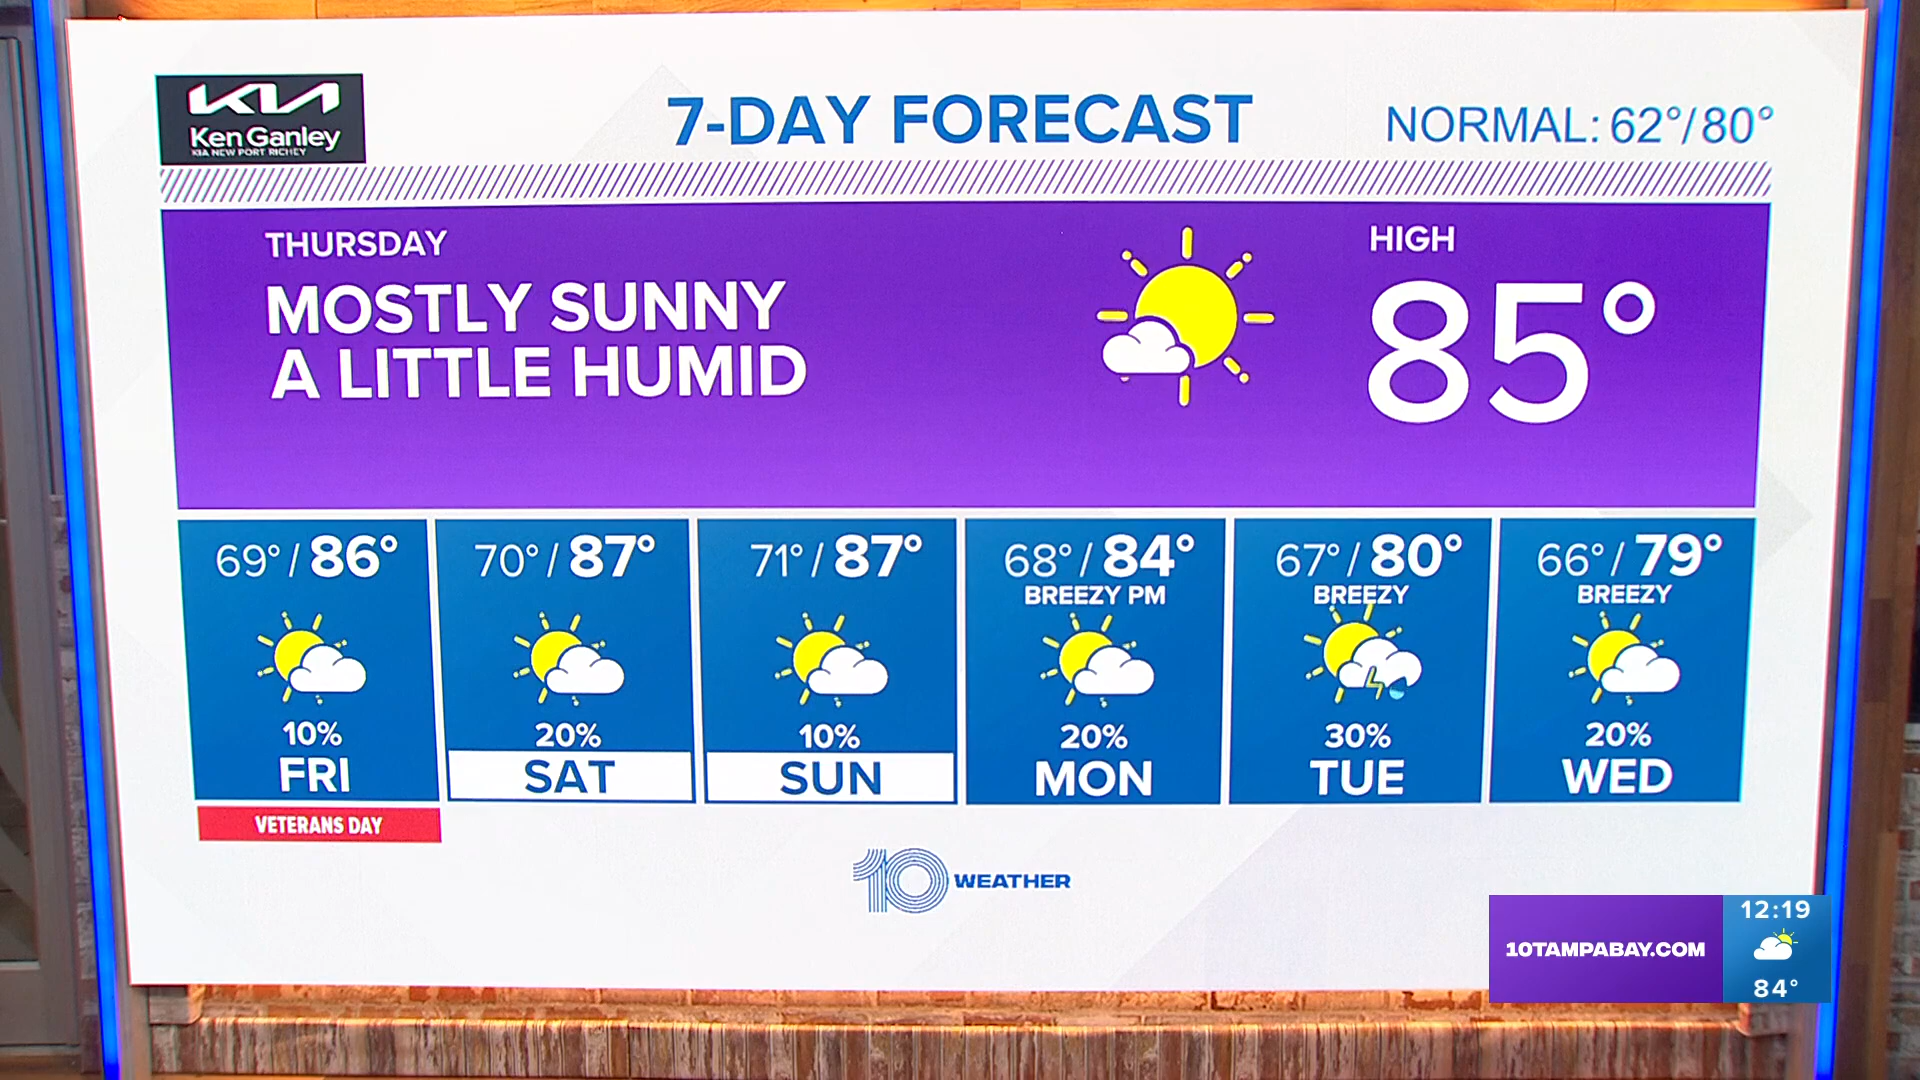 KIA
Ken Ganley
KIA NEW PORT RICHEY
7-DAY FORECAST
NORMAL: 62°/80°
THURSDAY
MOSTLY SUNNY
A LITTLE HUMID
HIGH
85°
69°/86°
10%
FRI
VETERANS DAY
70°/87°
20%
SAT
71°/87°
10%
SUN
68°/84°
BREEZY PM
20%
MON
67°/80°
BREEZY
30%
TUE
66°/79°
BREEZY
20%
WED
10 WEATHER
10TAMPABAY.COM
12:19
84°